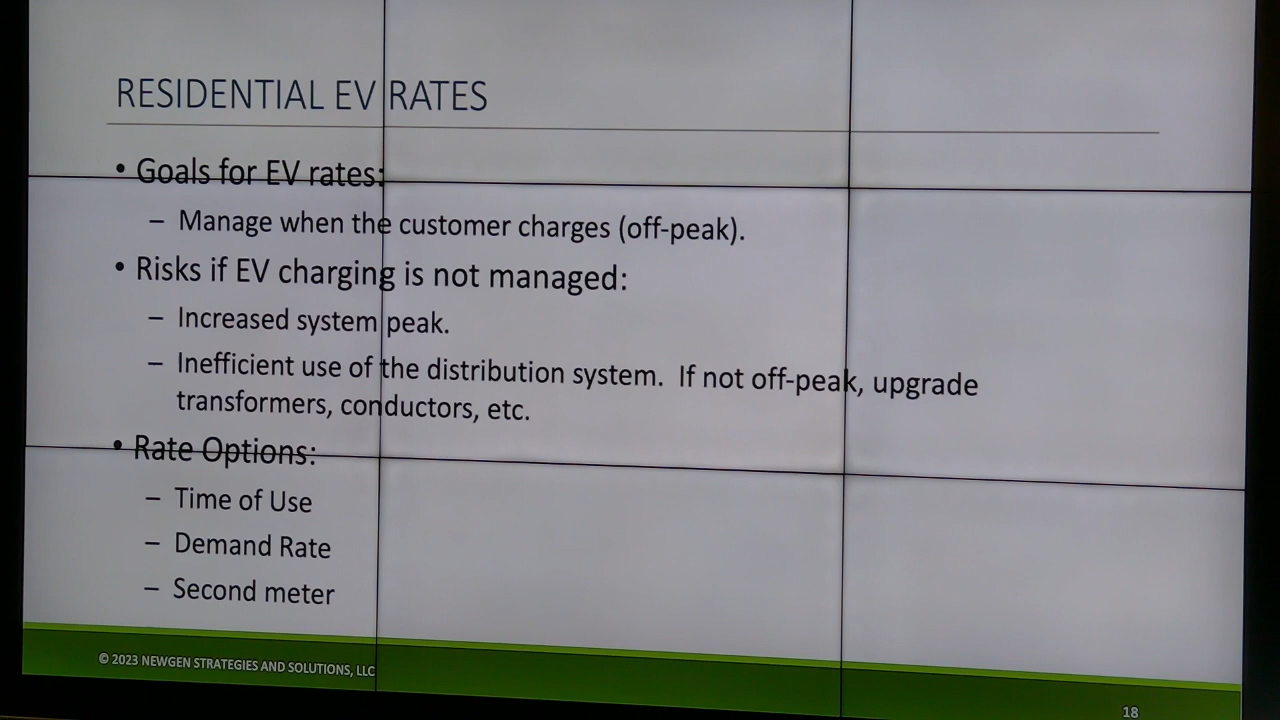 RESIDENTIAL EV RATES
• Goals for EV rates:
– Manage when the customer charges (off-peak).
• Risks if EV charging is not managed:
– Increased system peak.
– Inefficient use of the distribution system. If not off-peak, upgrade
transformers, conductors, etc.
• Rate Options:
– Time of Use
– Demand Rate
– Second meter
© 2023 NEWGEN STRATEGIES AND SOLUTIONS, LLC
18